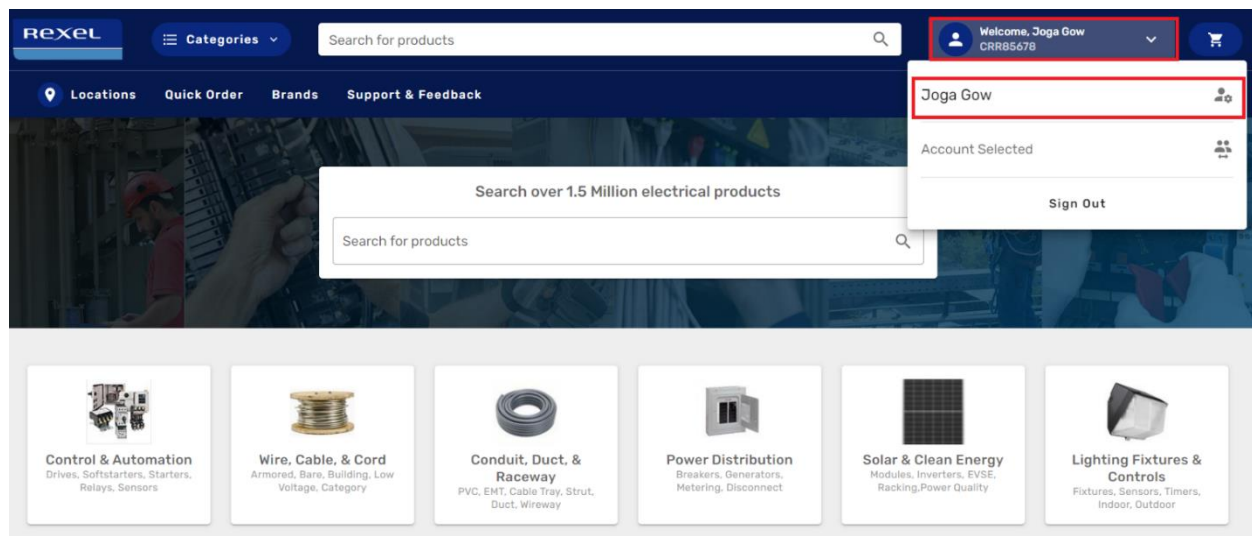 REXEL
Categories
Search for products
Welcome, Joga Gow
CRR85678
Locations
Quick Order
Brands
Support & Feedback
Joga Gow
Account Selected
Sign Out
Search over 1.5 Million electrical products
Search for products
Control & Automation
Drives, Softstarters, Starters,
Relays, Sensors
Wire, Cable, & Cord
Armored, Bare, Building, Low
Voltage, Category
Conduit, Duct, &
Raceway
PVC, EMT, Cable Tray, Strut,
Duct, Wireway
Power Distribution
Breakers, Generators,
Metering, Disconnect
Solar & Clean Energy
Modules, Inverters, EVSE,
Racking,Power Quality
Lighting Fixtures &
Controls
Fixtures, Sensors, Timers,
Indoor, Outdoor